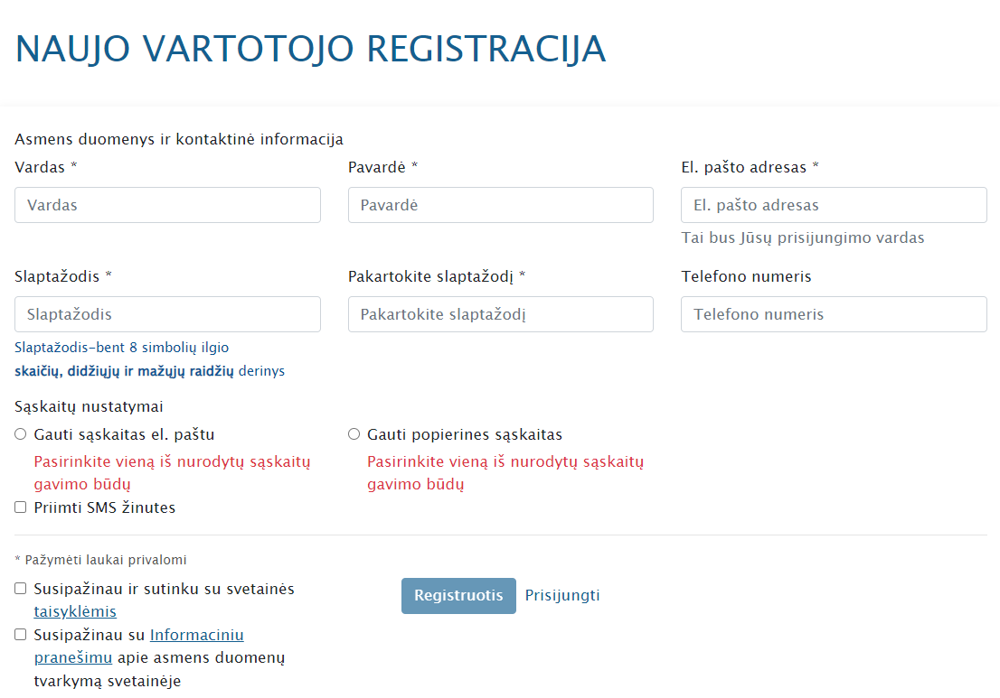 NAUJO VARTOTOJO REGISTRACIJA
Asmens duomenys ir kontaktinė informacija
Vardas *
Pavardė *
El. pašto adresas *
Vardas
Pavardė
El. pašto adresas
Tai bus Jūsų prisijungimo vardas
Slaptažodis *
Pakartokite slaptažodį *
Telefono numeris
Slaptažodis
Pakartokite slaptažodį
Telefono numeris
Slaptažodis-bent 8 simbolių ilgio
skaičių, didžiųjų ir mažųjų raidžių derinys
Sąskaitų nustatymai
Gauti sąskaitas el. paštu
Gauti popierines sąskaitas
Pasirinkite vieną iš nurodytų sąskaitų
gavimo būdų
Pasirinkite vieną iš nurodytų sąskaitų
gavimo būdų
Priimti SMS žinutes
* Pažymėti laukai privalomi
Susipažinau ir sutinku su svetainės
taisyklėmis
Registruotis
Prisijungti
Susipažinau su Informaciniu
pranešimu apie asmens duomenų
tvarkymą svetainėje